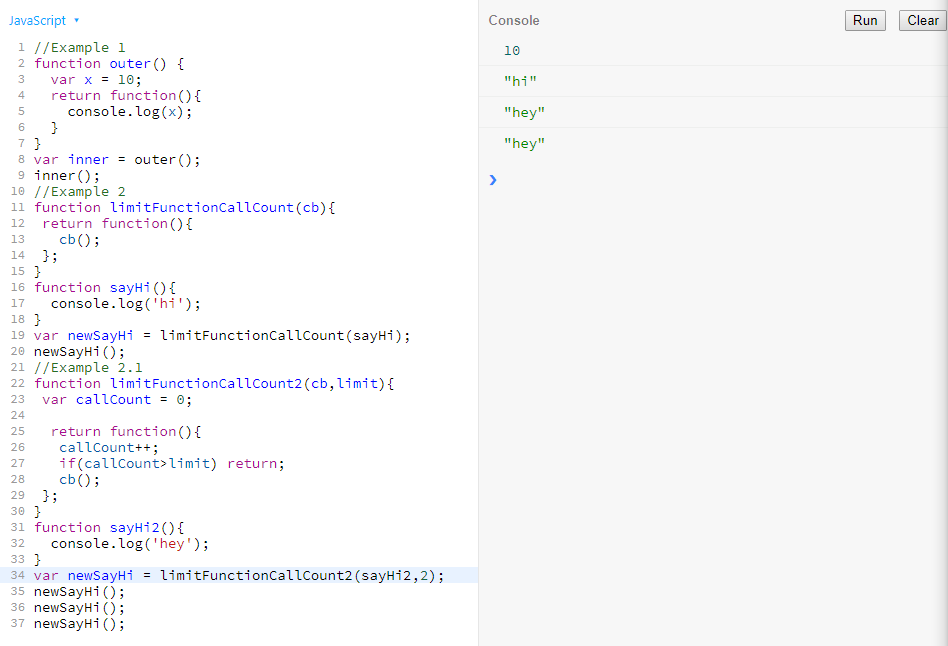 JavaScript
1 //Example 1
2 function outer() {
3   var x = 10;
4   return function(){
5     console.log(x);
6   }
7 }
8 var inner = outer();
9 inner();
10 //Example 2
11 function limitFunctionCallCount(cb){
12  return function(){
13    cb();
14  };
15 }
16 function sayHi(){
17   console.log('hi');
18 }
19 var newSayHi = limitFunctionCallCount(sayHi);
20 newSayHi();
21 //Example 2.1
22 function limitFunctionCallCount2(cb,limit){
23  var callCount = 0;
24
25   return function(){
26    callCount++;
27    if(callCount>limit) return;
28    cb();
29  };
30 }
31 function sayHi2(){
32   console.log('hey');
33 }
34 var newSayHi = limitFunctionCallCount2(sayHi2,2);
35 newSayHi();
36 newSayHi();
37 newSayHi();
Console
Run
Clear
10
"hi"
"hey"
"hey"